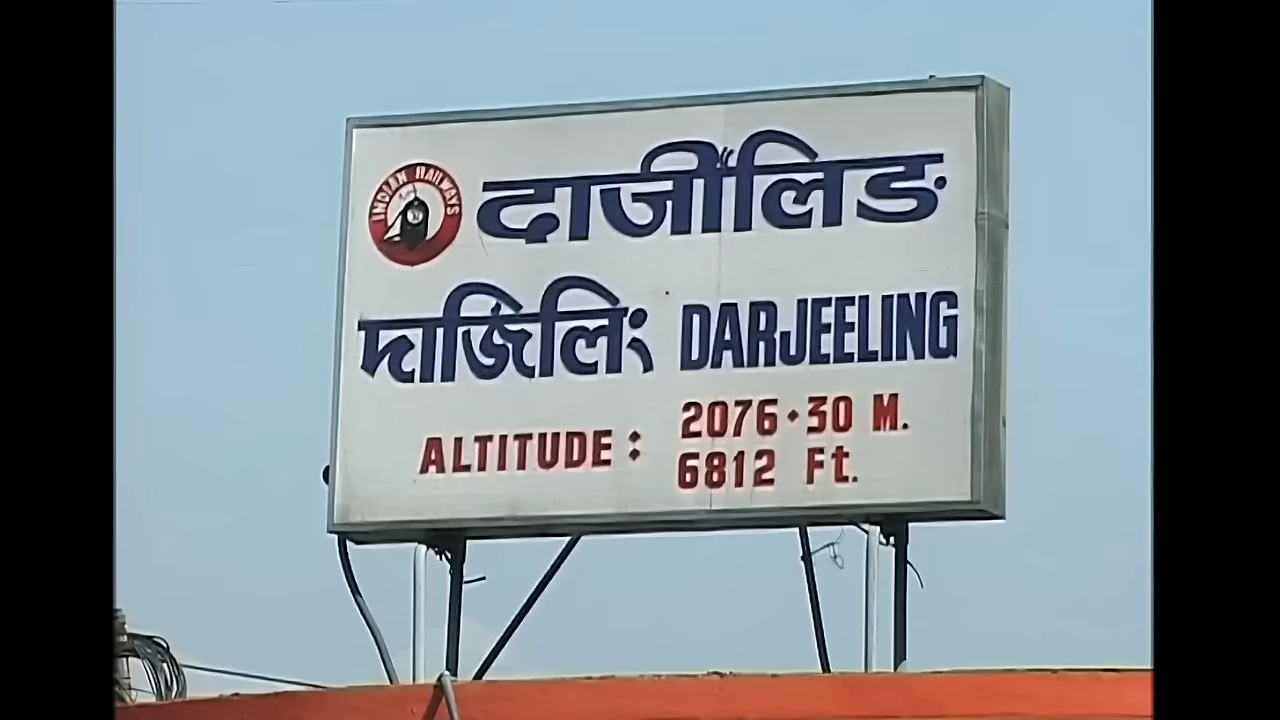 INDIAN RAILWAYS
दार्जीलिङ
दार्जिलिं‍ः DARJEELING
ALTITUDE : 2076·30 M.
6812 Ft.